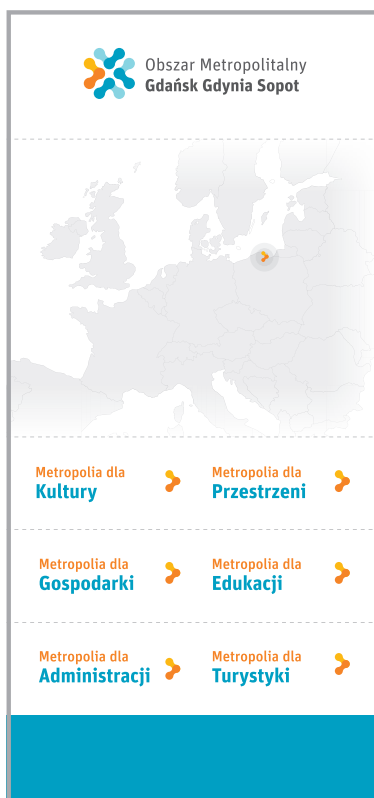 Obszar Metropolitalny
Gdańsk Gdynia Sopot
Metropolia dla
Kultury
Metropolia dla
Przestrzeni
Metropolia dla
Gospodarki
Metropolia dla
Edukacji
Metropolia dla
Administracji
Metropolia dla
Turystyki